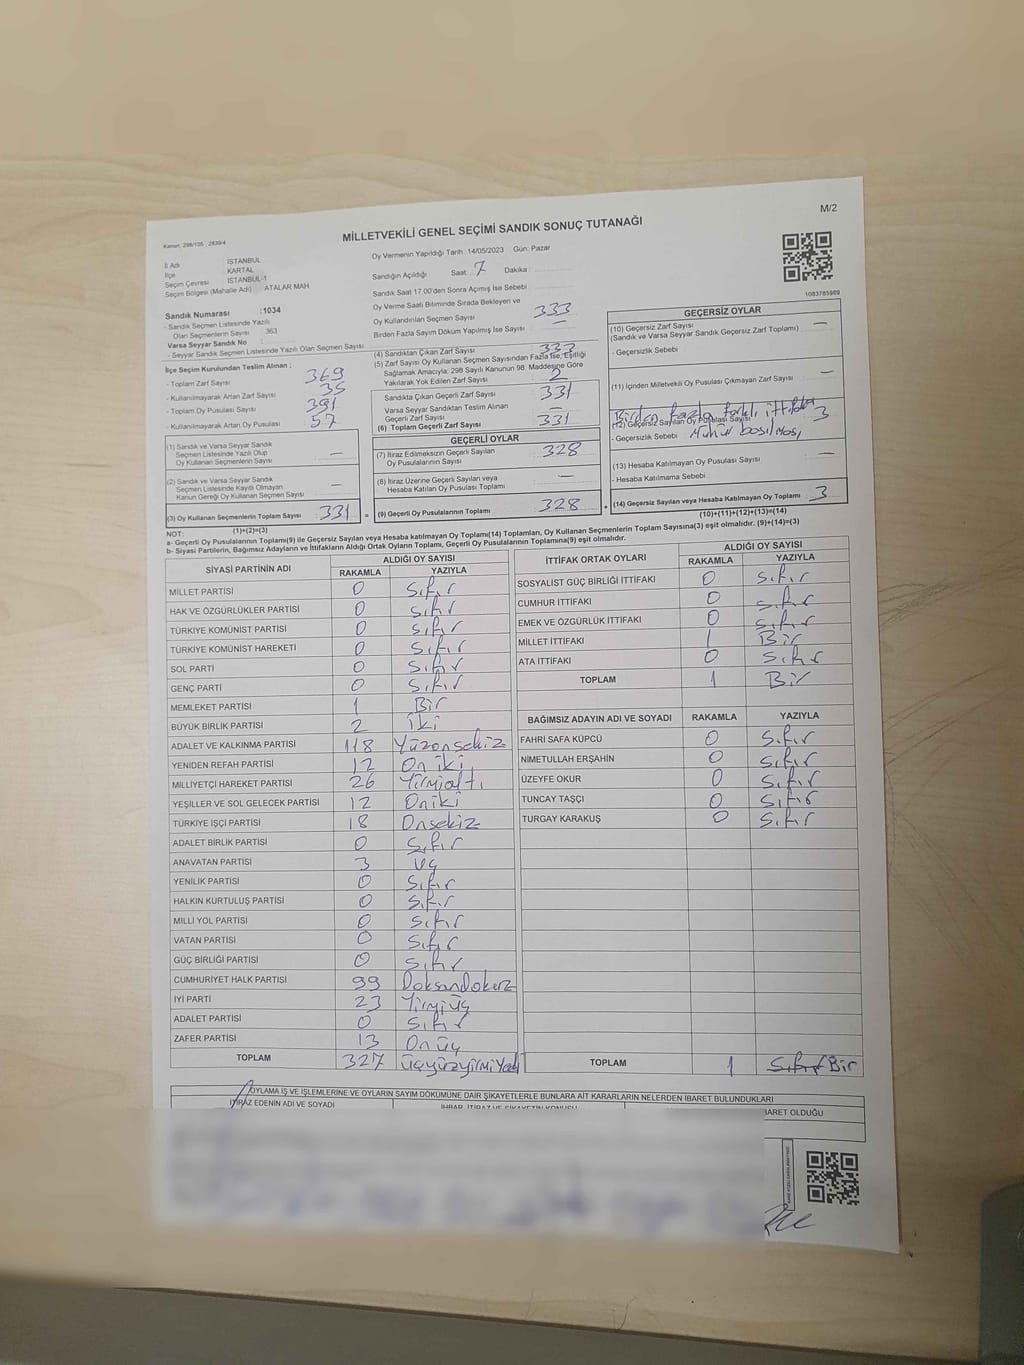 M/2
Kanun: 298/105 ; 2839/4
MİLLETVEKİLİ GENEL SEÇİMİ SANDIK SONUÇ TUTANAĞI
İl Adı İSTANBUL
İlçe KARTAL
Seçim Çevresi İSTANBUL-1
Seçim Bölgesi (Mahalle Adı) ATALAR MAH.
Oy Vermenin Yapıldığı Tarih :14/05/2023 Gün: Pazar
Sandığın Açıldığı Saat 7 Dakika
Sandık Saat 17.00'den Sonra Açılmış İse Sebebi
Oy Verme Saati Bitiminde Sırada Bekleyen ve
Oy Kullandırılan Seçmen Sayısı 333
Birden Fazla Sayım Döküm Yapılmış İse Sayısı —
1083785989
Sandık Numarası :1034
- Sandık Seçmen Listesinde Yazılı
Olan Seçmenlerin Sayısı 363
Varsa Seyyar Sandık No :
- Seyyar Sandık Seçmen Listesinde Yazılı Olan Seçmen Sayısı
İlçe Seçim Kurulundan Teslim Alınan ;
- Toplam Zarf Sayısı 369
- Kullanılmayarak Artan Zarf Sayısı 35
- Toplam Oy Pusulası Sayısı 391
- Kullanılmayarak Artan Oy Pusulası 57
(4) Sandıktan Çıkan Zarf Sayısı 333
(5) Zarf Sayısı Oy Kullanan Seçmen Sayısından Fazla İse, Eşitliği
Sağlamak Amacıyla; 298 Sayılı Kanunun 98. Maddesine Göre
Yakılarak Yok Edilen Zarf Sayısı 2
Sandıkta Çıkan Geçerli Zarf Sayısı 331
Varsa Seyyar Sandıktan Teslim Alınan
Geçerli Zarf Sayısı —
(6) Toplam Geçerli Zarf Sayısı 331
GEÇERSİZ OYLAR
(10) Geçersiz Zarf Sayısı —
(Sandık ve Varsa Seyyar Sandık Geçersiz Zarf Toplamı)
- Geçersizlik Sebebi
(11) İçinden Milletvekili Oy Pusulası Çıkmayan Zarf Sayısı —
Birden fazla farklı ittifaka
(12) Geçersiz Sayılan Oy Pusulası Sayısı 3
- Geçersizlik Sebebi Mühür basılması
(13) Hesaba Katılmayan Oy Pusulası Sayısı —
- Hesaba Katılmama Sebebi
(14) Geçersiz Sayılan veya Hesaba Katılmayan Oy Toplamı 3
(10)+(11)+(12)+(13)=(14)
(1) Sandık ve Varsa Seyyar Sandık
Seçmen Listesinde Yazılı Olup
Oy Kullanan Seçmenlerin Sayısı —
(2) Sandık ve Varsa Seyyar Sandık
Seçmen Listesinde Kayıtlı Olmayan
Kanun Gereği Oy Kullanan Seçmen Sayısı —
(3) Oy Kullanan Seçmenlerin Toplam Sayısı 331 =
(1)+(2)=(3)
GEÇERLİ OYLAR
(7) İtiraz Edilmeksizin Geçerli Sayılan
Oy Pusulalarının Sayısı 328
(8) İtiraz Üzerine Geçerli Sayılan veya
Hesaba Katılan Oy Pusulası Toplamı —
(9) Geçerli Oy Pusulalarının Toplamı 328 +
NOT:
a- Geçerli Oy Pusulalarının Toplamı(9) ile Geçersiz Sayılan veya Hesaba katılmayan Oy Toplamı(14) Toplamları, Oy Kullanan Seçmenlerin Toplam Sayısına(3) eşit olmalıdır. (9)+(14)=(3)
b- Siyasi Partilerin, Bağımsız Adayların ve İttifakların Aldığı Ortak Oyların Toplamı, Geçerli Oy Pusulalarının Toplamına(9) eşit olmalıdır.
SİYASİ PARTİNİN ADI ALDIĞI OY SAYISI
RAKAMLA YAZIYLA
MİLLET PARTİSİ 0 Sıfır
HAK VE ÖZGÜRLÜKLER PARTİSİ 0 Sıfır
TÜRKİYE KOMÜNİST PARTİSİ 0 Sıfır
TÜRKİYE KOMÜNİST HAREKETİ 0 Sıfır
SOL PARTİ 0 Sıfır
GENÇ PARTİ 0 Sıfır
MEMLEKET PARTİSİ 1 Bir
BÜYÜK BİRLİK PARTİSİ 2 İki
ADALET VE KALKINMA PARTİSİ 118 Yüzonsekiz
YENİDEN REFAH PARTİSİ 12 On iki
MİLLİYETÇİ HAREKET PARTİSİ 26 Yirmialtı
YEŞİLLER VE SOL GELECEK PARTİSİ 12 Oniki
TÜRKİYE İŞÇİ PARTİSİ 18 Onsekiz
ADALET BİRLİK PARTİSİ 0 Sıfır
ANAVATAN PARTİSİ 3 üç
YENİLİK PARTİSİ 0 Sıfır
HALKIN KURTULUŞ PARTİSİ 0 Sıfır
MİLLİ YOL PARTİSİ 0 Sıfır
VATAN PARTİSİ 0 Sıfır
GÜÇ BİRLİĞİ PARTİSİ 0 Sıfır
CUMHURİYET HALK PARTİSİ 99 Doksandokuz
İYİ PARTİ 23 Yirmiüç
ADALET PARTİSİ 0 Sıfır
ZAFER PARTİSİ 13 Onüç
TOPLAM 327 üçyüzyirmiYedi
İTTİFAK ORTAK OYLARI ALDIĞI OY SAYISI
RAKAMLA YAZIYLA
SOSYALİST GÜÇ BİRLİĞİ İTTİFAKI 0 Sıfır
CUMHUR İTTİFAKI 0 Sıfır
EMEK VE ÖZGÜRLÜK İTTİFAKI 0 Sıfır
MİLLET İTTİFAKI 1 Bir
ATA İTTİFAKI 0 Sıfır
TOPLAM 1 Bir
BAĞIMSIZ ADAYIN ADI VE SOYADI RAKAMLA YAZIYLA
FAHRİ SAFA KÜPCÜ 0 Sıfır
NİMETULLAH ERŞAHİN 0 Sıfır
ÜZEYFE OKUR 0 Sıfır
TUNCAY TAŞÇI 0 Sıfır
TURGAY KARAKUŞ 0 Sıfır
TOPLAM 1 Sıfır Bir
OYLAMA İŞ VE İŞLEMLERİNE VE OYLARIN SAYIM DÖKÜMÜNE DAİR ŞİKAYETLERLE BUNLARA AİT KARARLARIN NELERDEN İBARET BULUNDUKLARI
İTİRAZ EDENİN ADI VE SOYADI İHBAR, İTİRAZ VE ŞİKAYETİN KONUSU BARET OLDUĞU